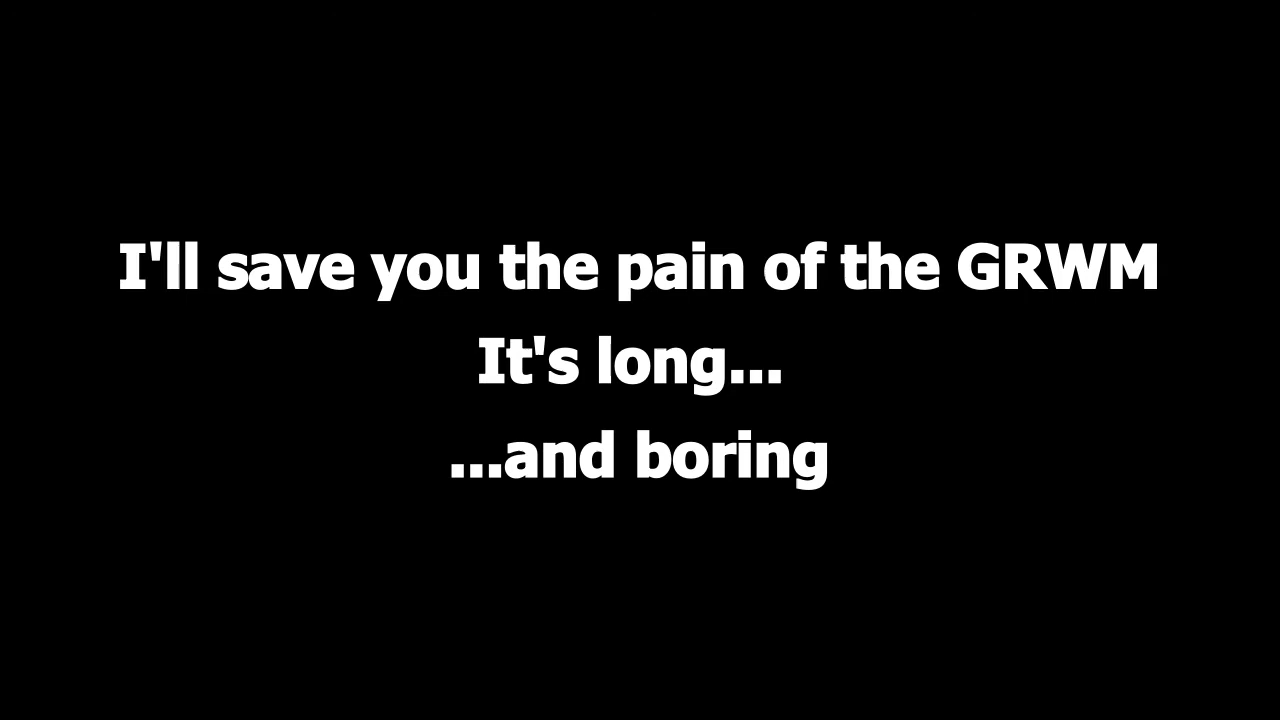 I'll save you the pain of the GRWM
It's long...
...and boring